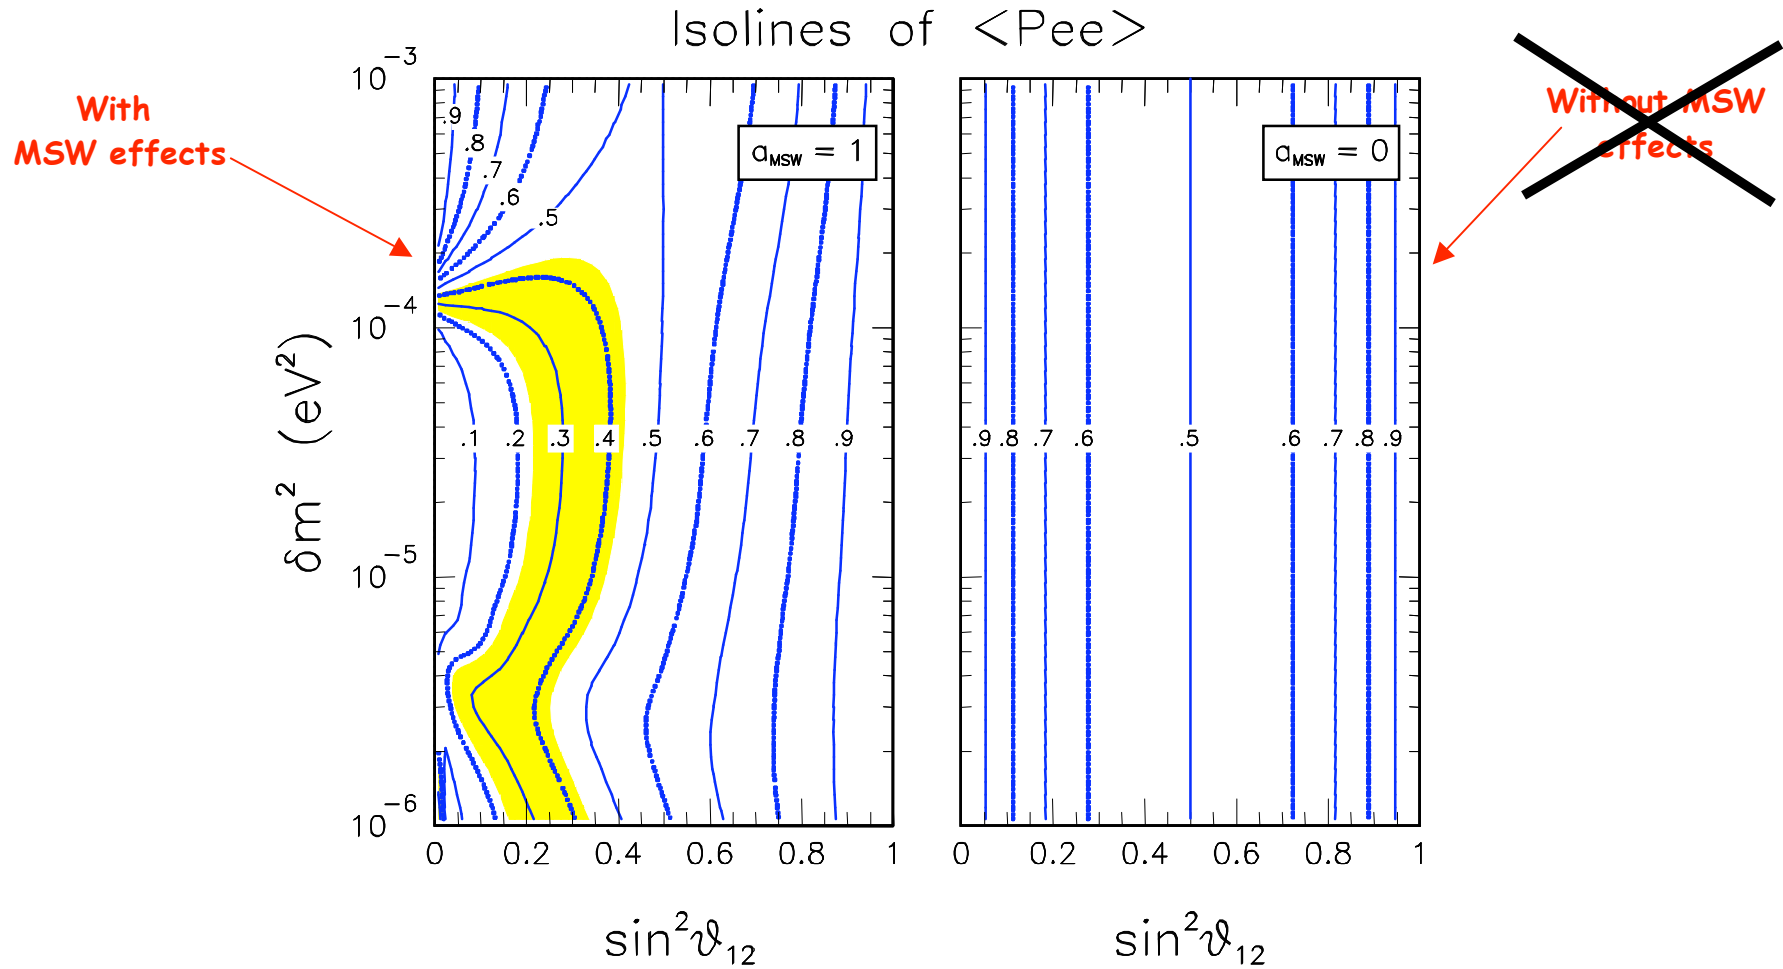 Isolines of <Pee>
With
MSW effects
Without MSW
effects
a_MSW = 1
a_MSW = 0
δm² (eV²)
10⁻³
10⁻⁴
10⁻⁵
10⁻⁶
.9
.8
.7
.6
.5
.1 .2 .3 .4 .5 .6 .7 .8 .9
.9 .8 .7 .6 .5 .6 .7 .8 .9
0 0.2 0.4 0.6 0.8 1
0 0.2 0.4 0.6 0.8 1
sin²ϑ₁₂
sin²ϑ₁₂